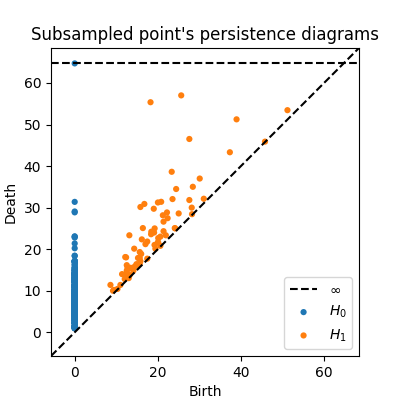 Subsampled point's persistence diagrams
60
50
40
30
20
10
0
Death
0 20 40 60
Birth
∞
H₀
H₁